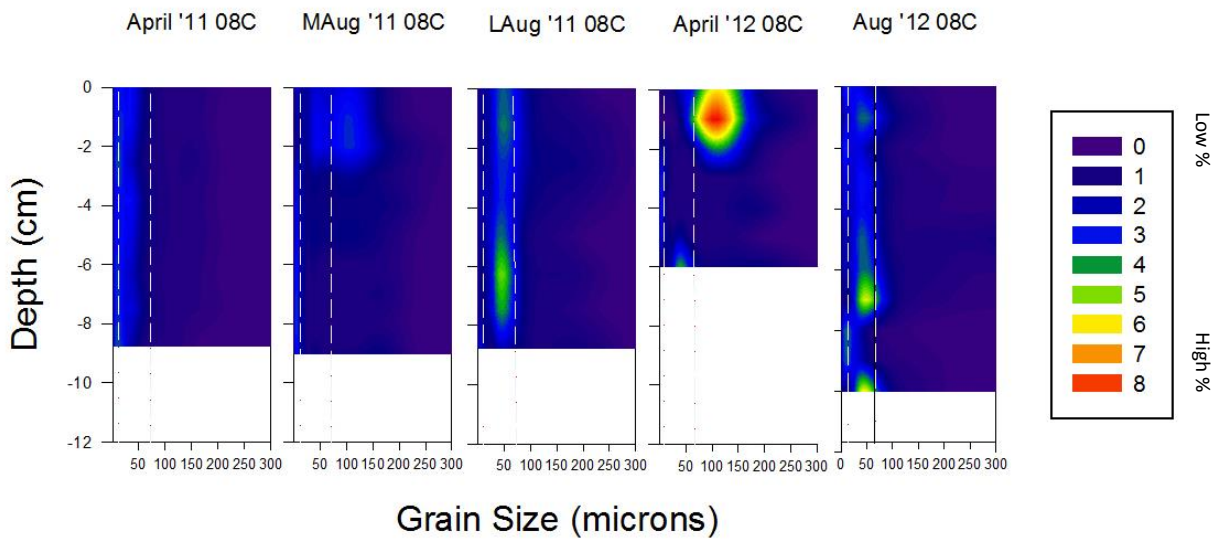 April '11 08C
MAug '11 08C
LAug '11 08C
April '12 08C
Aug '12 08C
Depth (cm)
0
-2
-4
-6
-8
-10
-12
50 100 150 200 250 300
50 100 150 200 250 300
50 100 150 200 250 300
50 100 150 200 250 300
0 50 100 150 200 250 300
Grain Size (microns)
0
1
2
3
4
5
6
7
8
Low %
High %